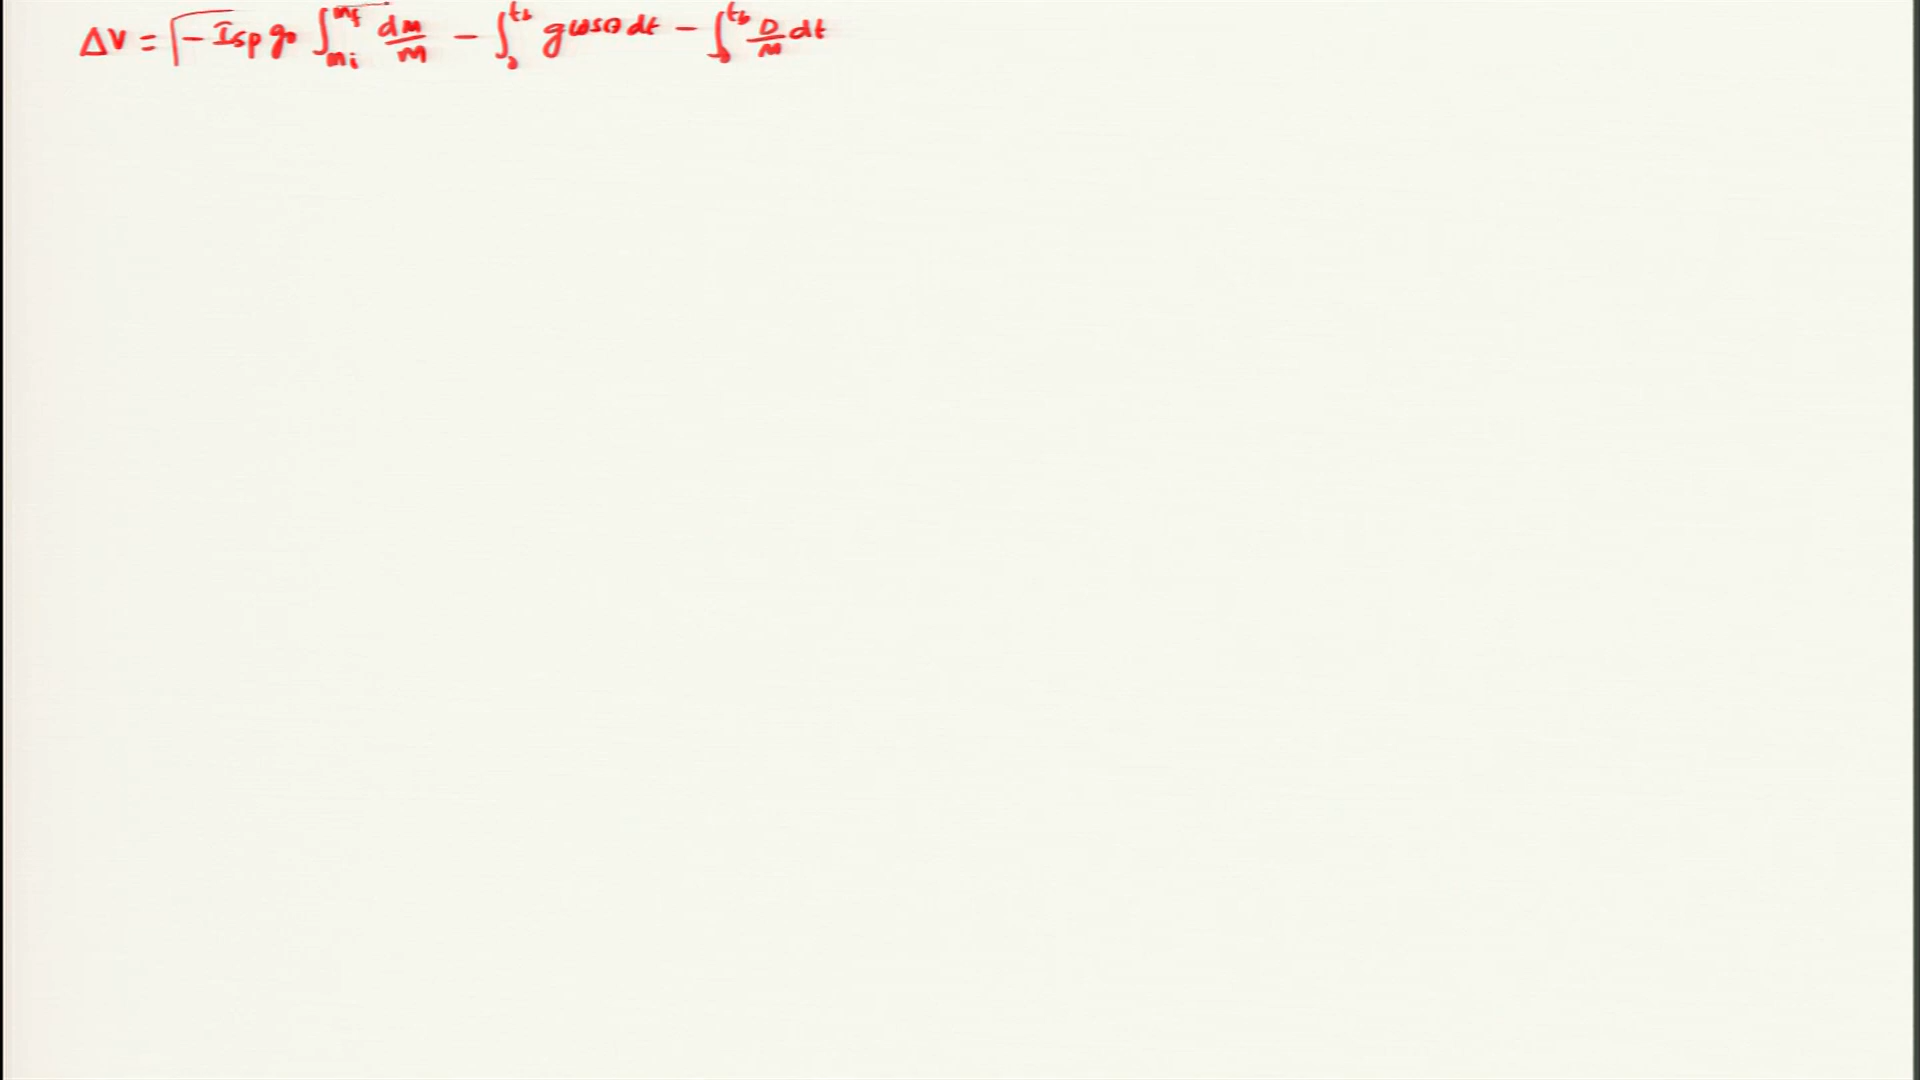 ΔV = - Isp g₀ ∫_{mi}^{mf} dm/m - ∫_0^{tb} g cosθ dt - ∫_0^{tb} D/m dt